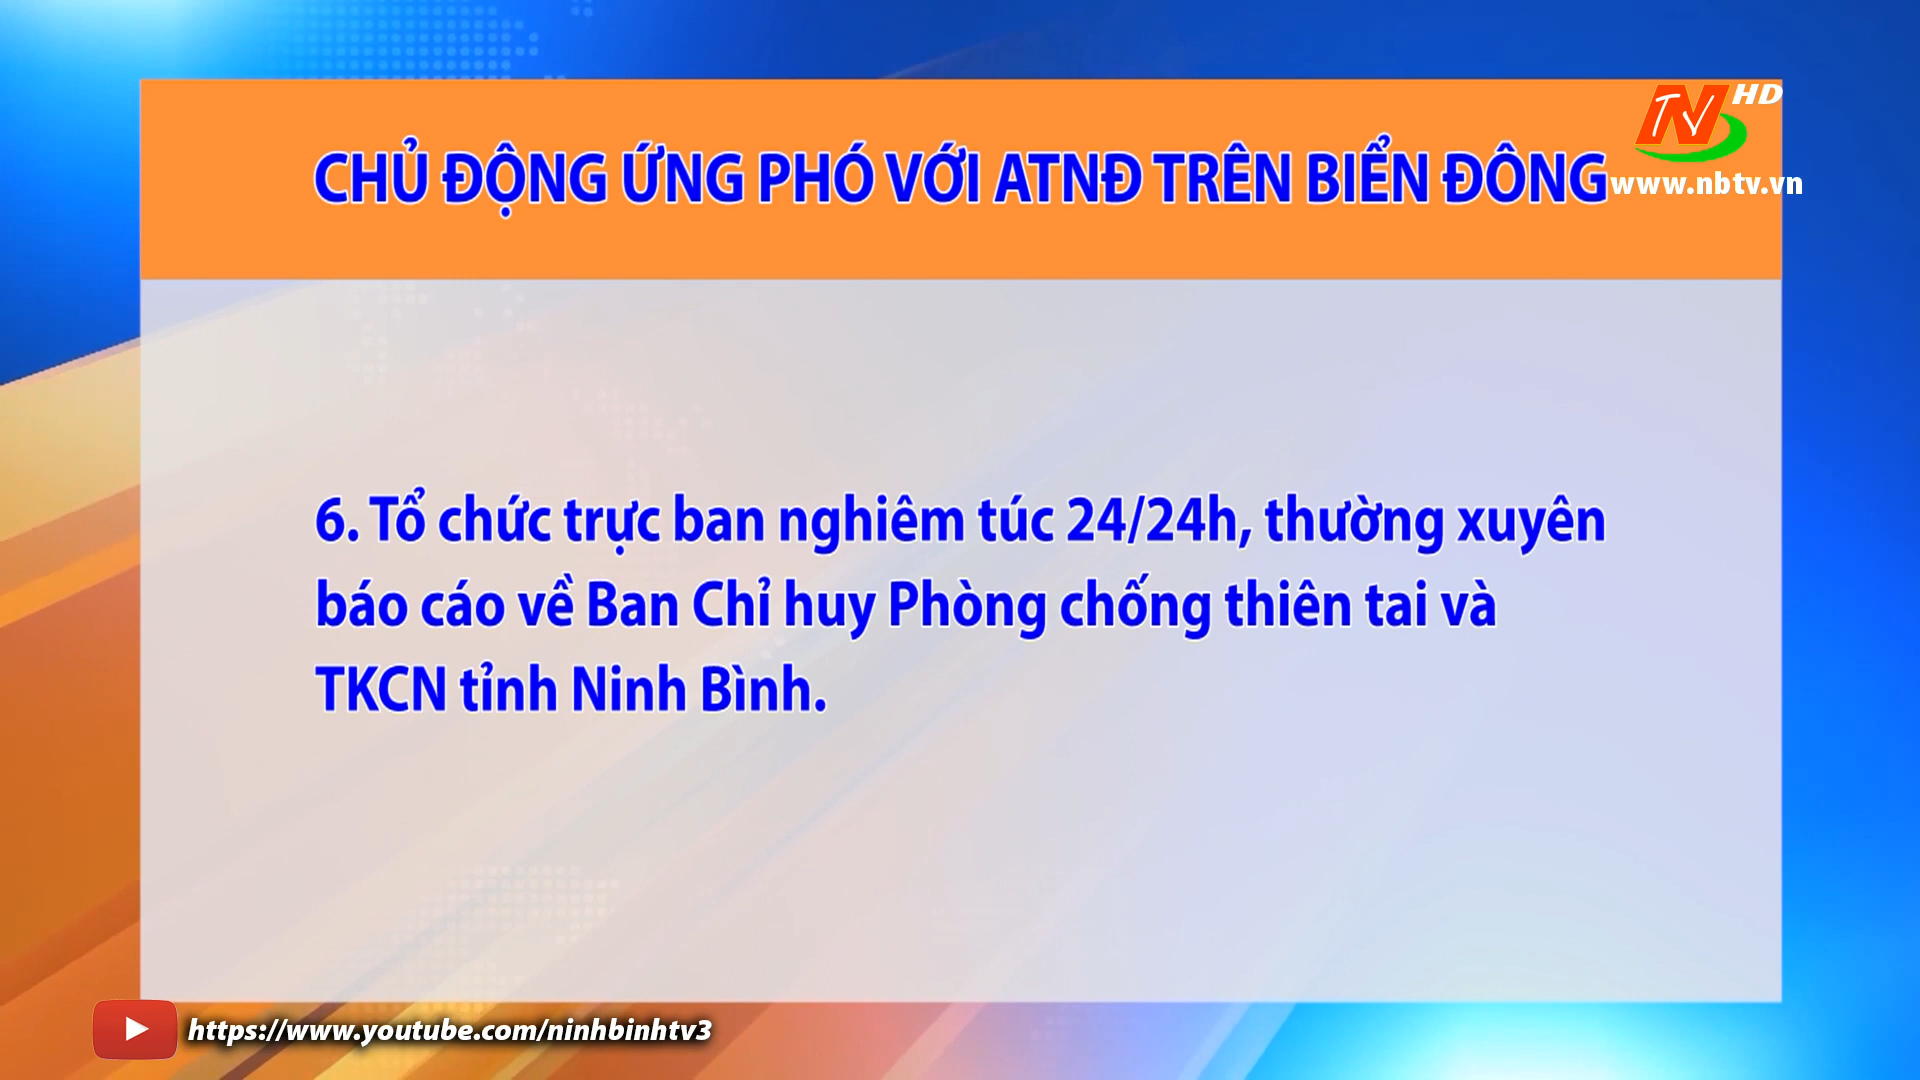 HD
NTV
CHỦ ĐỘNG ỨNG PHÓ VỚI ATNĐ TRÊN BIỂN ĐÔNG
www.nbtv.vn
6. Tổ chức trực ban nghiêm túc 24/24h, thường xuyên
báo cáo về Ban Chỉ huy Phòng chống thiên tai và
TKCN tỉnh Ninh Bình.
https://www.youtube.com/ninhbinhtv3